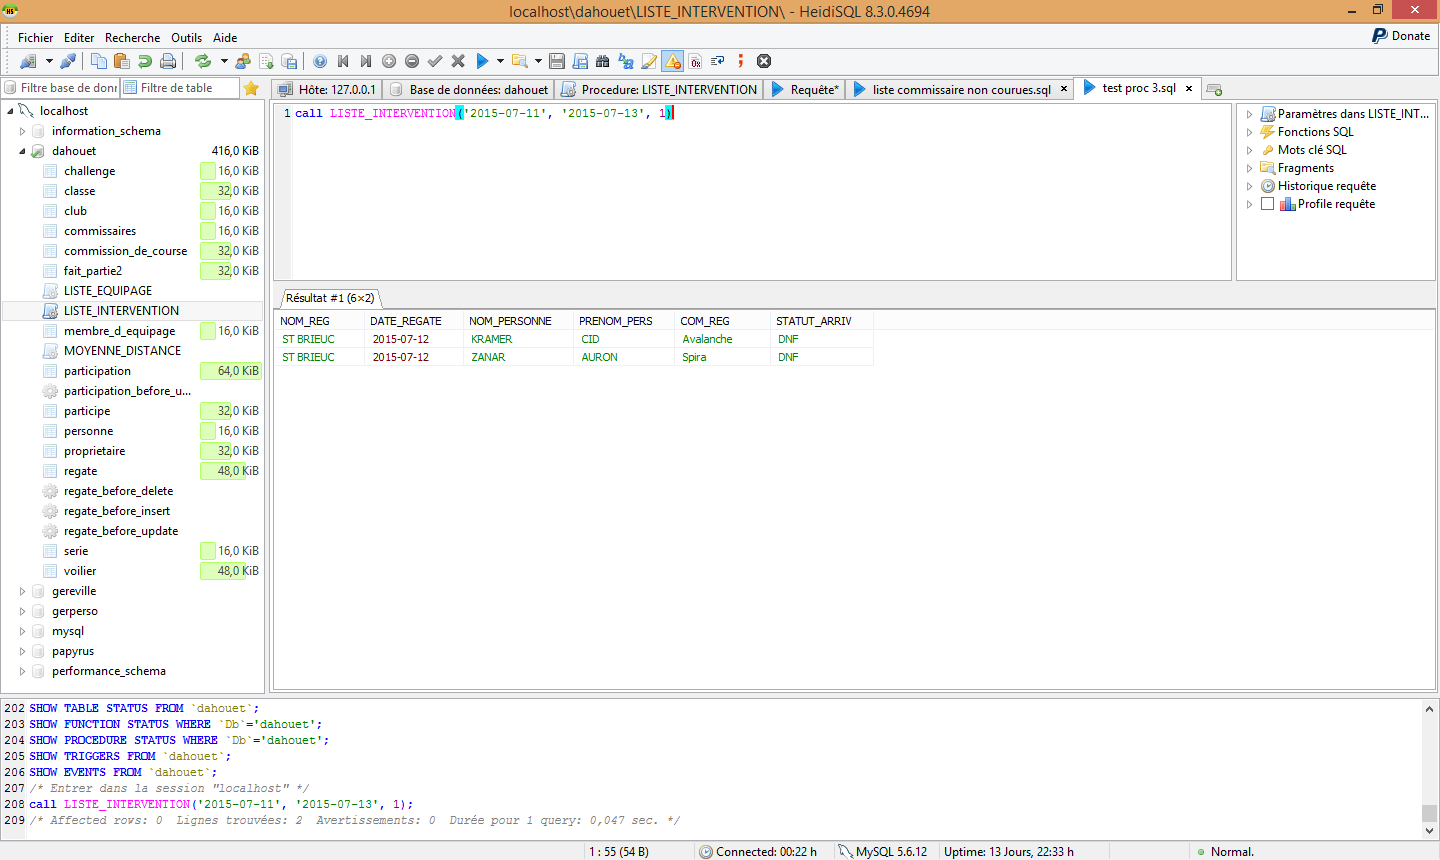 localhost\dahouet\LISTE_INTERVENTION\ - HeidiSQL 8.3.0.4694
Fichier Editer Recherche Outils Aide
Donate
Filtre base de donr Filtre de table
Hôte: 127.0.0.1 Base de données: dahouet Procedure: LISTE_INTERVENTION Requête* liste commissaire non courues.sql × test proc 3.sql ×
localhost
information_schema
dahouet 416,0 KiB
challenge 16,0 KiB
classe 32,0 KiB
club 16,0 KiB
commissaires 16,0 KiB
commission_de_course 32,0 KiB
fait_partie2 32,0 KiB
LISTE_EQUIPAGE
LISTE_INTERVENTION
membre_d_equipage 16,0 KiB
MOYENNE_DISTANCE
participation 64,0 KiB
participation_before_u...
participe 32,0 KiB
personne 16,0 KiB
proprietaire 32,0 KiB
regate 48,0 KiB
regate_before_delete
regate_before_insert
regate_before_update
serie 16,0 KiB
voilier 48,0 KiB
gereville
gerperso
mysql
papyrus
performance_schema
1 call LISTE_INTERVENTION('2015-07-11', '2015-07-13', 1)
Paramètres dans LISTE_INT...
Fonctions SQL
Mots clé SQL
Fragments
Historique requête
Profile requête
Résultat #1 (6×2)
NOM_REG DATE_REGATE NOM_PERSONNE PRENOM_PERS COM_REG STATUT_ARRIV
ST BRIEUC 2015-07-12 KRAMER CID Avalanche DNF
ST BRIEUC 2015-07-12 ZANAR AURON Spira DNF
202 SHOW TABLE STATUS FROM `dahouet`;
203 SHOW FUNCTION STATUS WHERE `Db`='dahouet';
204 SHOW PROCEDURE STATUS WHERE `Db`='dahouet';
205 SHOW TRIGGERS FROM `dahouet`;
206 SHOW EVENTS FROM `dahouet`;
207 /* Entrer dans la session "localhost" */
208 call LISTE_INTERVENTION('2015-07-11', '2015-07-13', 1);
209 /* Affected rows: 0 Lignes trouvées: 2 Avertissements: 0 Durée pour 1 query: 0,047 sec. */
1 : 55 (54 B) Connected: 00:22 h MySQL 5.6.12 Uptime: 13 Jours, 22:33 h Normal.